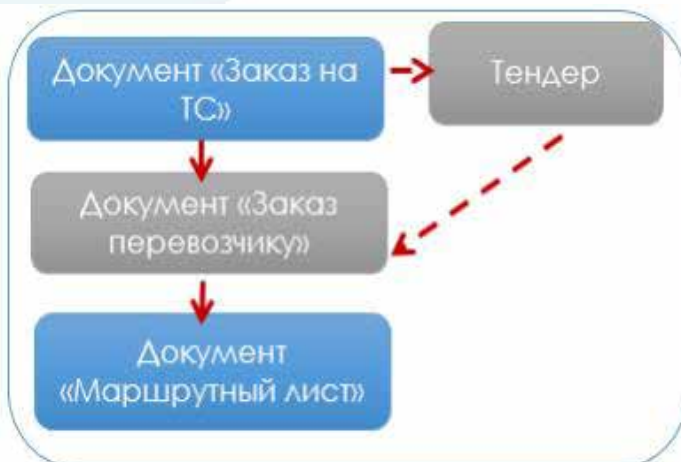 Документ «Заказ на
ТС»
Тендер
Документ «Заказ
перевозчику»
Документ
«Маршрутный лист»